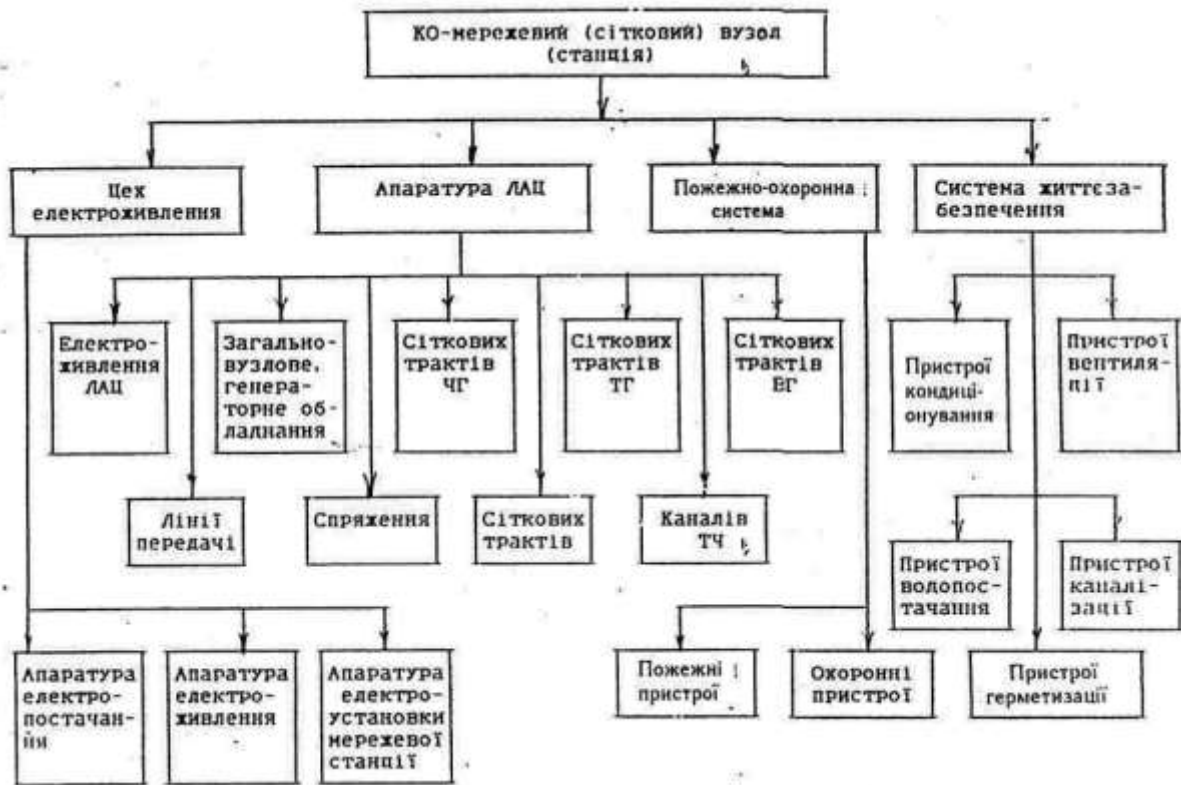 КО-мережевий (сітковий) вузол
(станція)
Цех
електроживлення
Апаратура ЛАЦ
Пожежно-охоронна
система
Система життєза-
безпечення
Електро-
живлення
ЛАЦ
Загально-
вузлове,
генера-
торне об-
ладнання
Сіткових
трактів
ЧГ
Сіткових
трактів
ТГ
Сіткових
трактів
ВГ
Пристрої
кондиці-
онування
Пристрої
вентиля-
ції
Лінії
передачі
Спряження
Сіткових
трактів
Каналів
ТЧ
Пристрої
водопос-
тачання
Пристрої
каналі-
зації
Апаратура
електро-
постачан-
ня
Апаратура
електро-
живлення
Апаратура
електро-
установки
мережевої
станції
Пожежні
пристрої
Охоронні
пристрої
Пристрої
герметизації